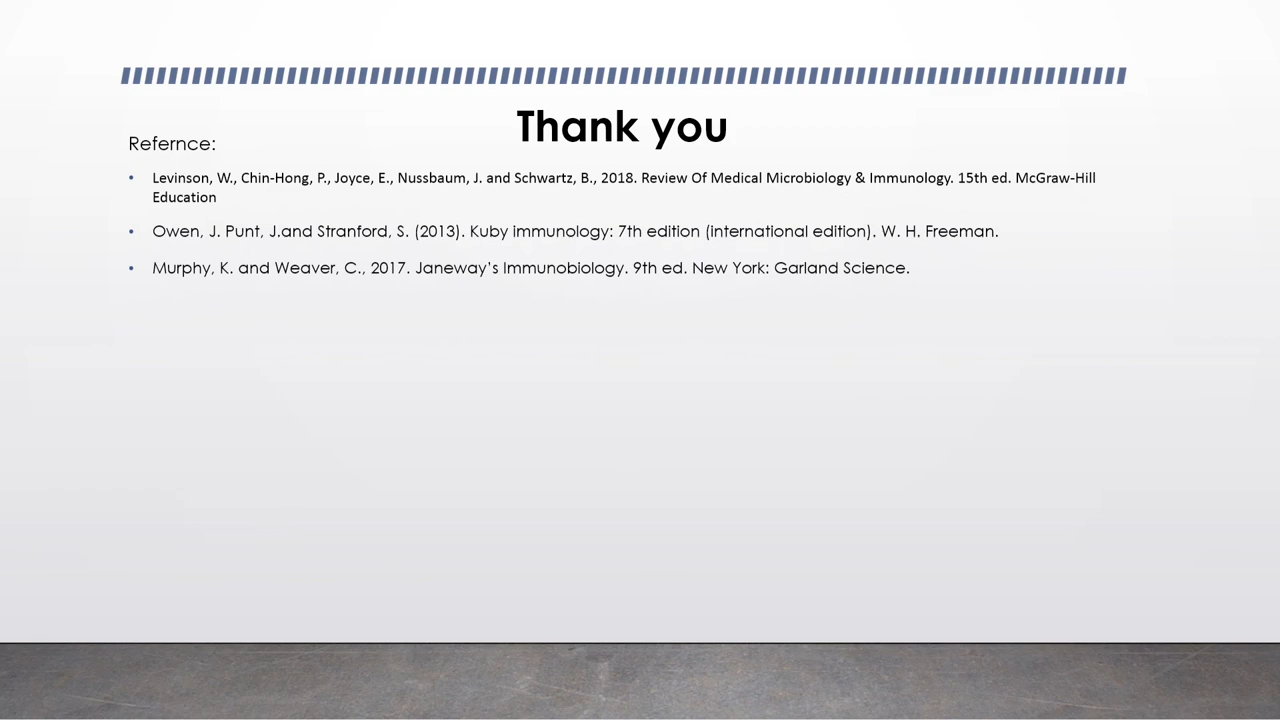 Thank you
Refernce:
• Levinson, W., Chin-Hong, P., Joyce, E., Nussbaum, J. and Schwartz, B., 2018. Review Of Medical Microbiology & Immunology. 15th ed. McGraw-Hill
Education
• Owen, J. Punt, J.and Stranford, S. (2013). Kuby immunology: 7th edition (international edition). W. H. Freeman.
• Murphy, K. and Weaver, C., 2017. Janeway’s Immunobiology. 9th ed. New York: Garland Science.